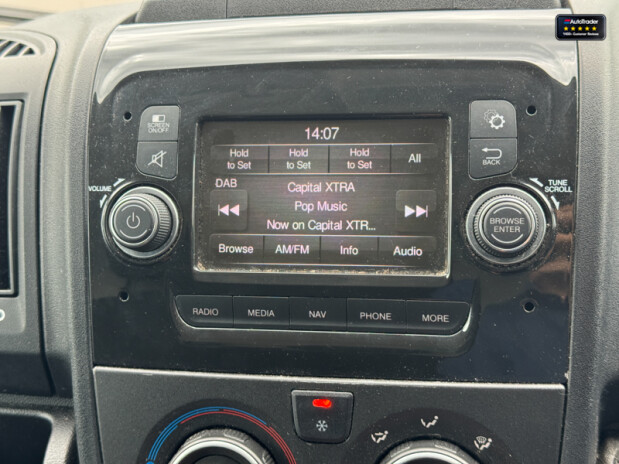 AutoTrader
14:07
SCREEN
ON/OFF
Hold
to Set
Hold
to Set
Hold
to Set
All
BACK
DAB
Capital XTRA
VOLUME
TUNE
SCROLL
Pop Music
BROWSE
ENTER
Now on Capital XTR...
Browse
AM/FM
Info
Audio
RADIO
MEDIA
NAV
PHONE
MORE